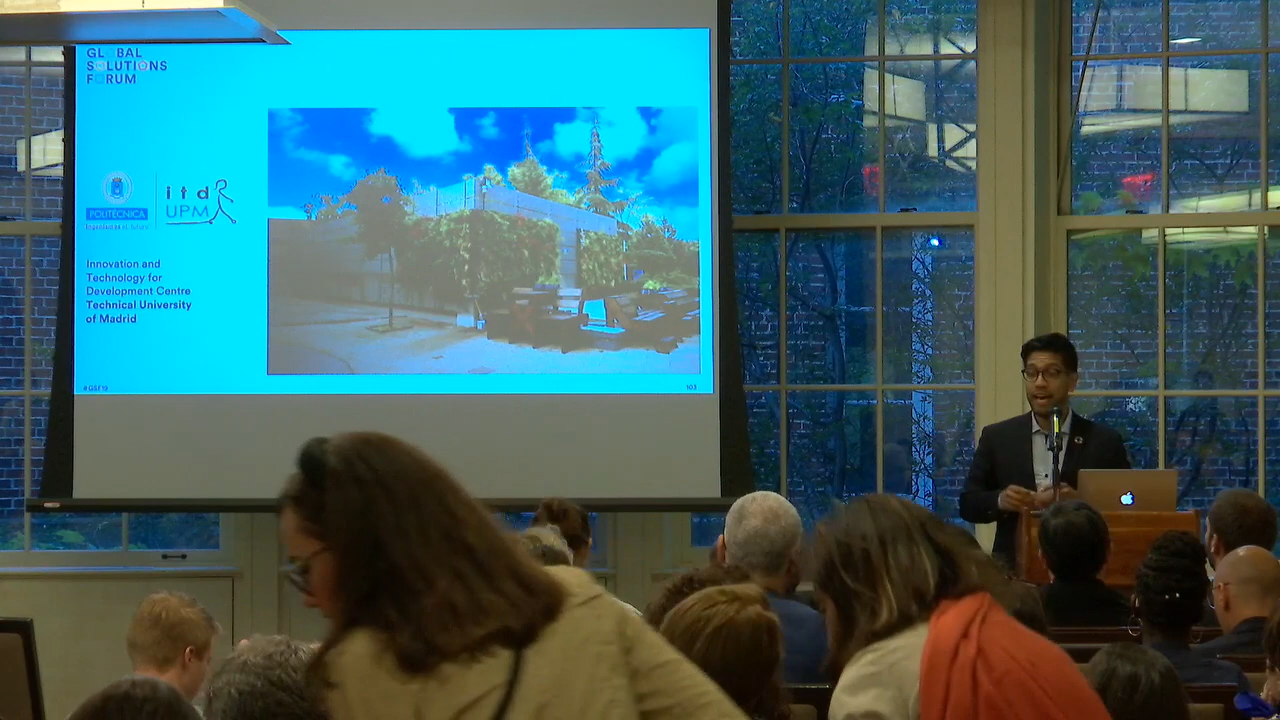 GLOBAL
SOLUTIONS
FORUM
itd
UPM
POLITÉCNICA
Innovation and
Technology for
Development Centre
Technical University
of Madrid
#GSF19
103